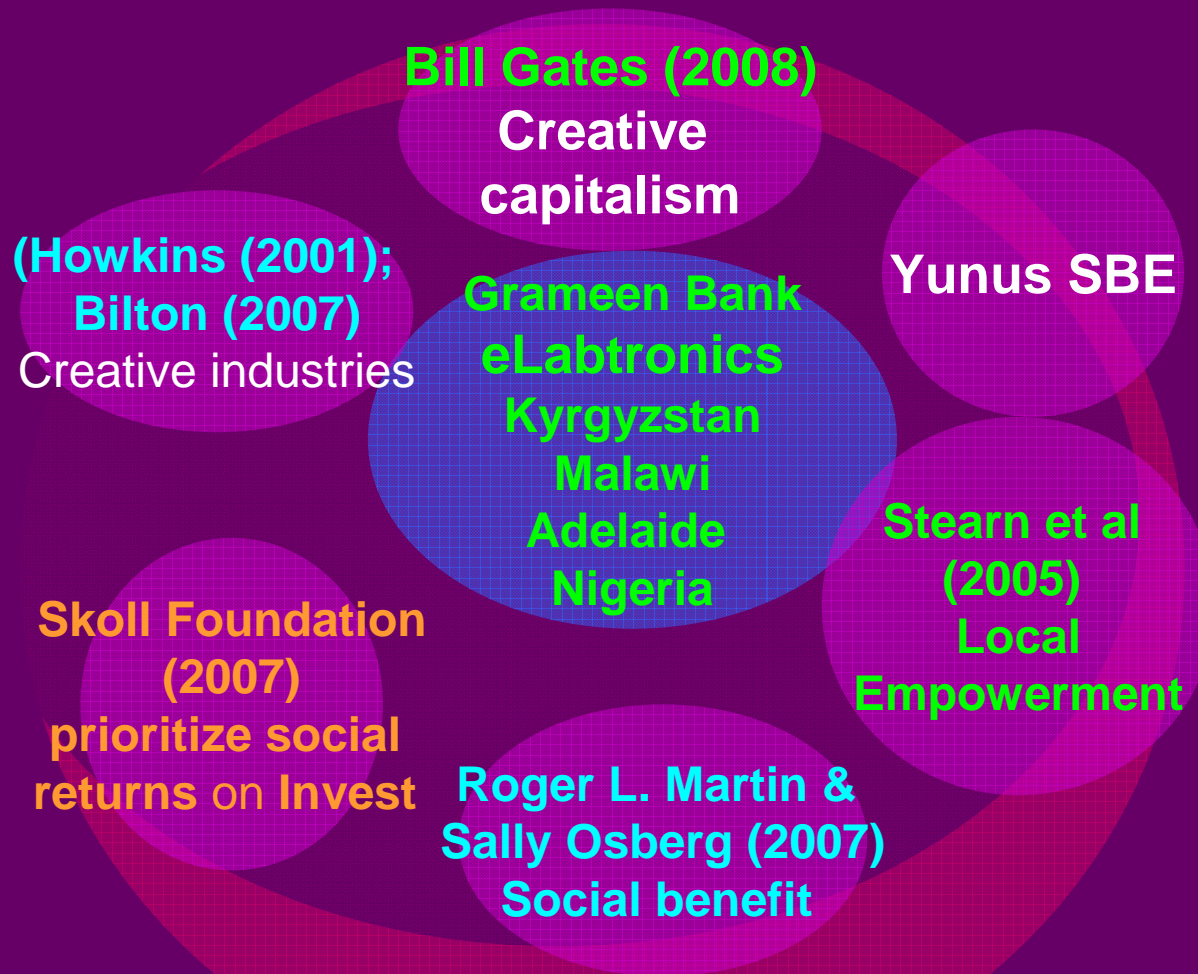 Bill Gates (2008)
Creative
capitalism
(Howkins (2001);
Bilton (2007)
Creative industries
Yunus SBE
Grameen Bank
eLabtronics
Kyrgyzstan
Malawi
Adelaide
Nigeria
Stearn et al
(2005)
Local
Empowerment
Skoll Foundation
(2007)
prioritize social
returns on Invest
Roger L. Martin &
Sally Osberg (2007)
Social benefit